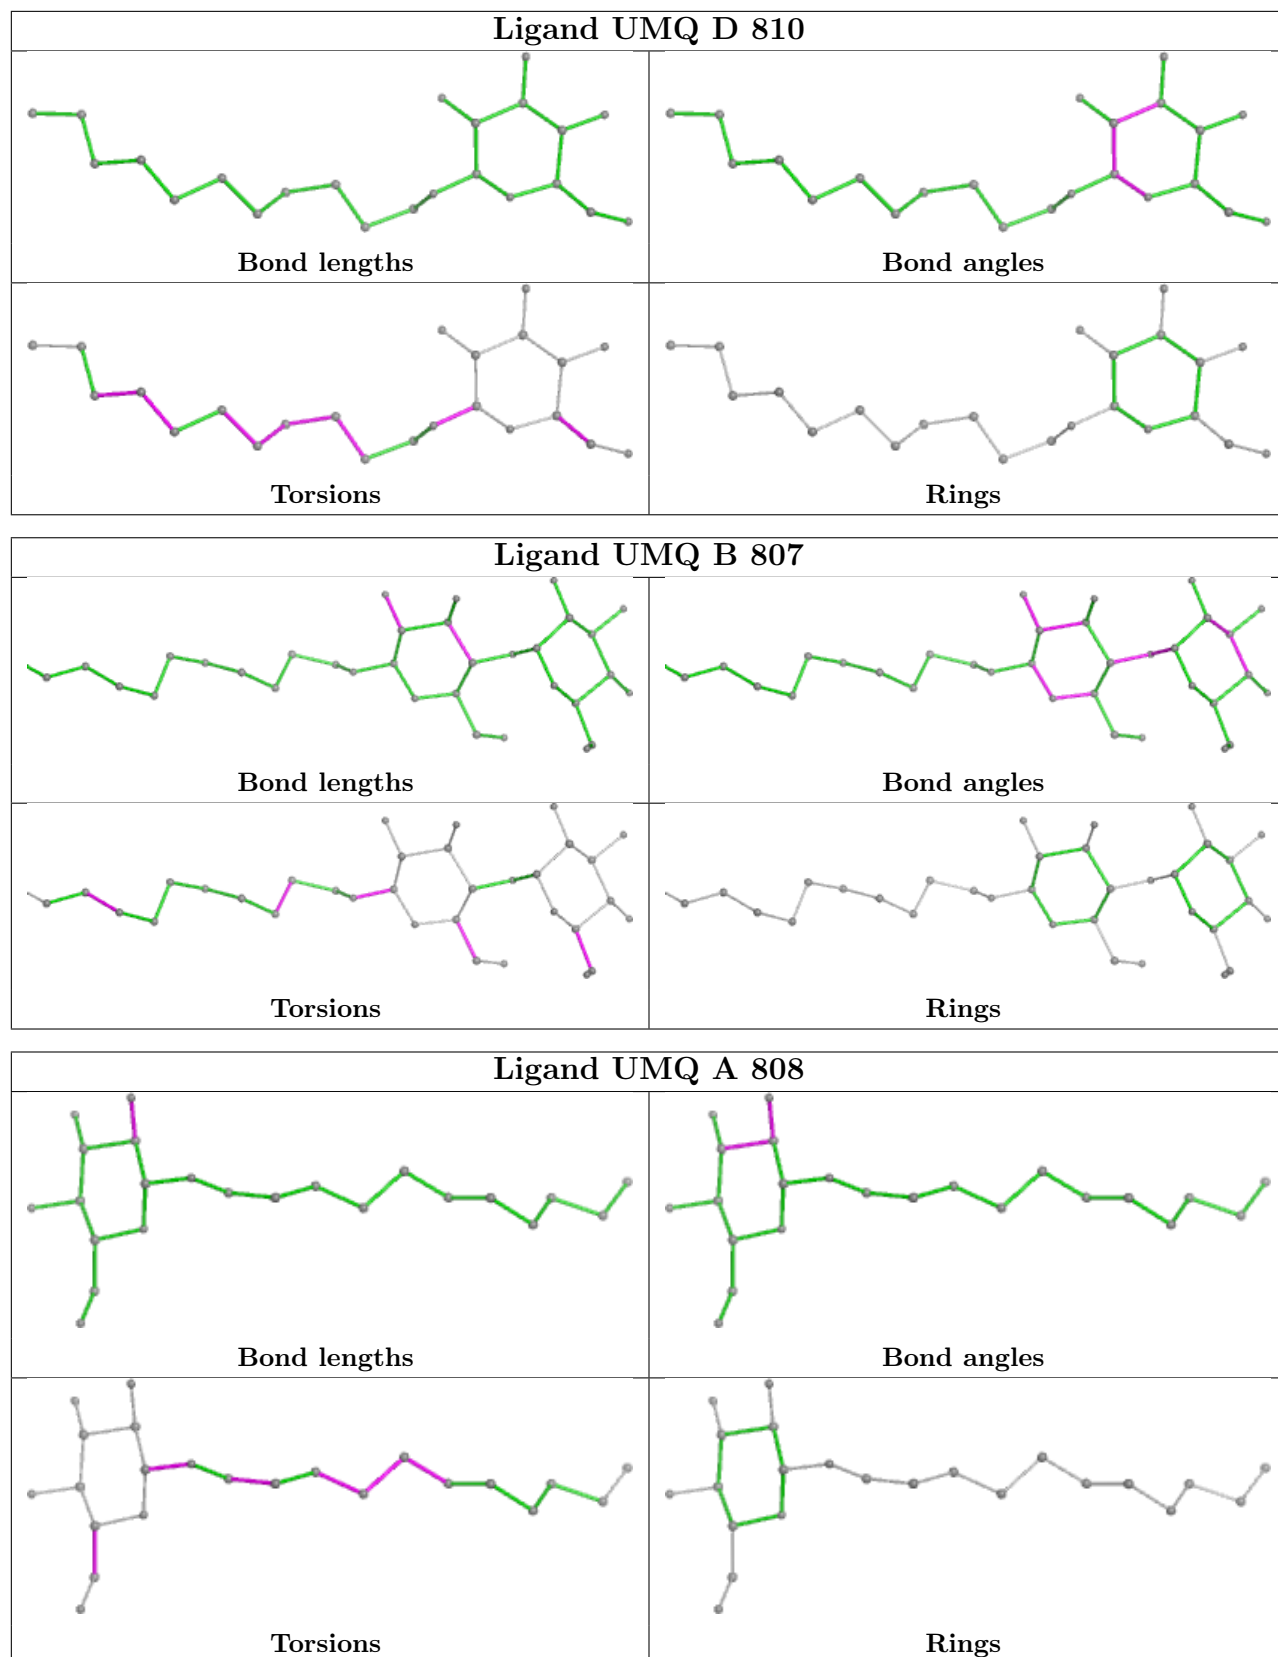 Ligand UMQ D 810
Bond lengths
Bond angles
Torsions
Rings
Ligand UMQ B 807
Bond lengths
Bond angles
Torsions
Rings
Ligand UMQ A 808
Bond lengths
Bond angles
Torsions
Rings